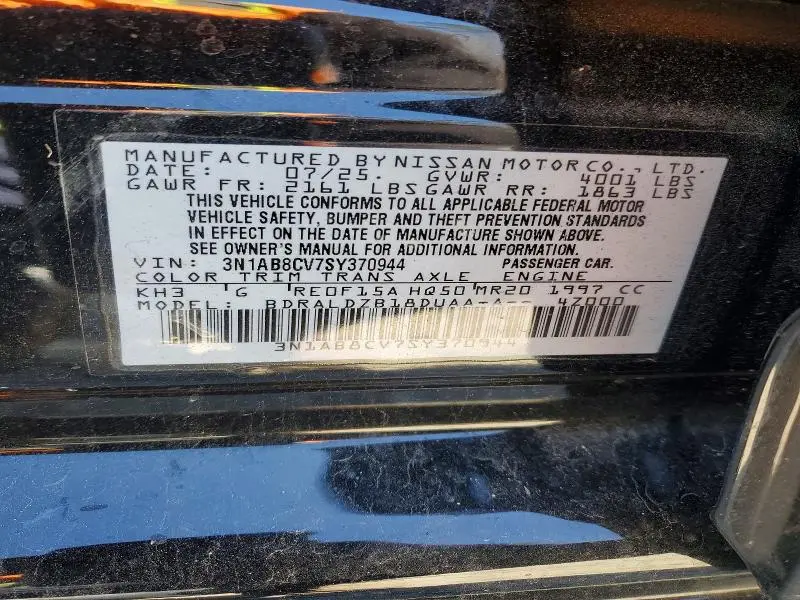 MANUFACTURED BY NISSAN MOTOR CO., LTD.
DATE: 07/25. GVWR: 4001 LBS
GAWR FR: 2161 LBS GAWR RR: 1863 LBS
THIS VEHICLE CONFORMS TO ALL APPLICABLE FEDERAL MOTOR
VEHICLE SAFETY, BUMPER AND THEFT PREVENTION STANDARDS
IN EFFECT ON THE DATE OF MANUFACTURE SHOWN ABOVE.
SEE OWNER'S MANUAL FOR ADDITIONAL INFORMATION.
VIN: 3N1AB8CV7SY370944 PASSENGER CAR.
COLOR TRIM TRANS AXLE ENGINE
KH3 G RE0F15A HQ50 MR20 1997 CC
MODEL: BDRALDZB18DUAA-A-- 4Z000
3N1AB8CV7SY370944